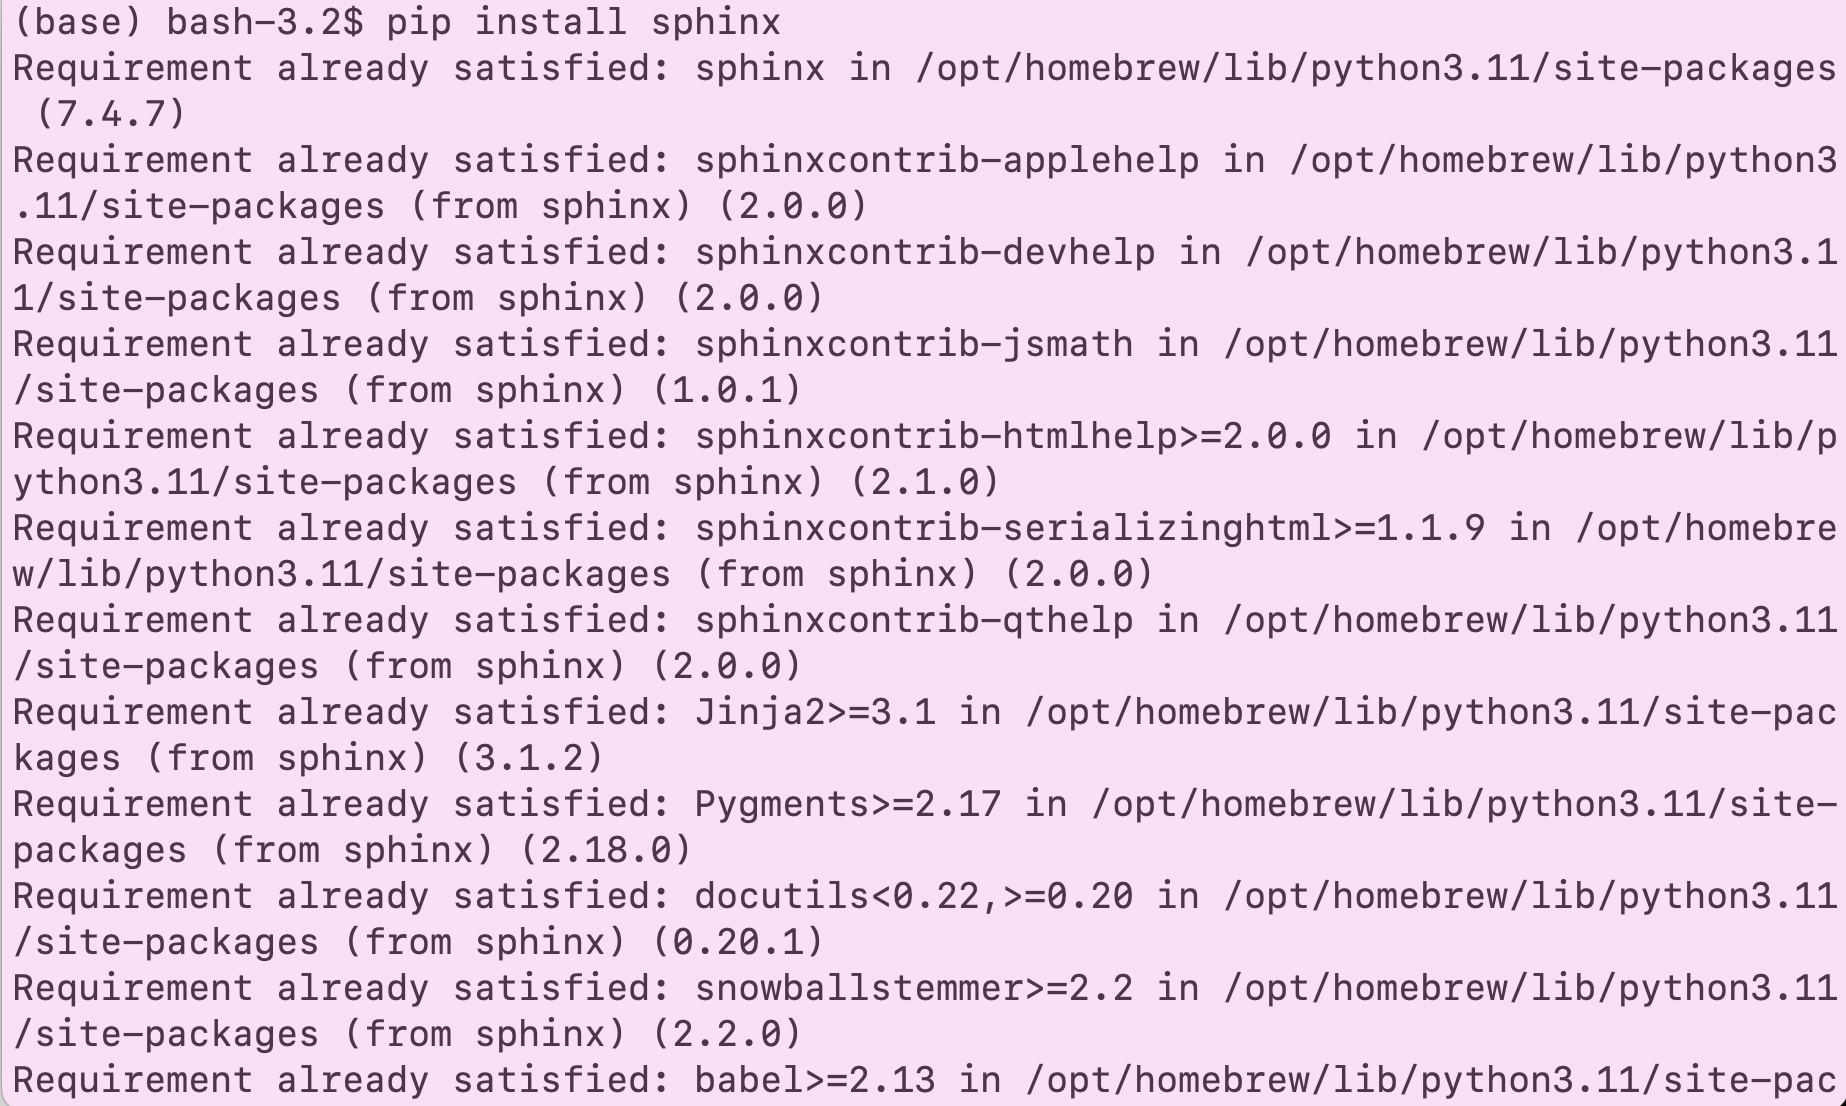 (base) bash-3.2$ pip install sphinx
Requirement already satisfied: sphinx in /opt/homebrew/lib/python3.11/site-packages
 (7.4.7)
Requirement already satisfied: sphinxcontrib-applehelp in /opt/homebrew/lib/python3
.11/site-packages (from sphinx) (2.0.0)
Requirement already satisfied: sphinxcontrib-devhelp in /opt/homebrew/lib/python3.1
1/site-packages (from sphinx) (2.0.0)
Requirement already satisfied: sphinxcontrib-jsmath in /opt/homebrew/lib/python3.11
/site-packages (from sphinx) (1.0.1)
Requirement already satisfied: sphinxcontrib-htmlhelp>=2.0.0 in /opt/homebrew/lib/p
ython3.11/site-packages (from sphinx) (2.1.0)
Requirement already satisfied: sphinxcontrib-serializinghtml>=1.1.9 in /opt/homebre
w/lib/python3.11/site-packages (from sphinx) (2.0.0)
Requirement already satisfied: sphinxcontrib-qthelp in /opt/homebrew/lib/python3.11
/site-packages (from sphinx) (2.0.0)
Requirement already satisfied: Jinja2>=3.1 in /opt/homebrew/lib/python3.11/site-pac
kages (from sphinx) (3.1.2)
Requirement already satisfied: Pygments>=2.17 in /opt/homebrew/lib/python3.11/site-
packages (from sphinx) (2.18.0)
Requirement already satisfied: docutils<0.22,>=0.20 in /opt/homebrew/lib/python3.11
/site-packages (from sphinx) (0.20.1)
Requirement already satisfied: snowballstemmer>=2.2 in /opt/homebrew/lib/python3.11
/site-packages (from sphinx) (2.2.0)
Requirement already satisfied: babel>=2.13 in /opt/homebrew/lib/python3.11/site-pac